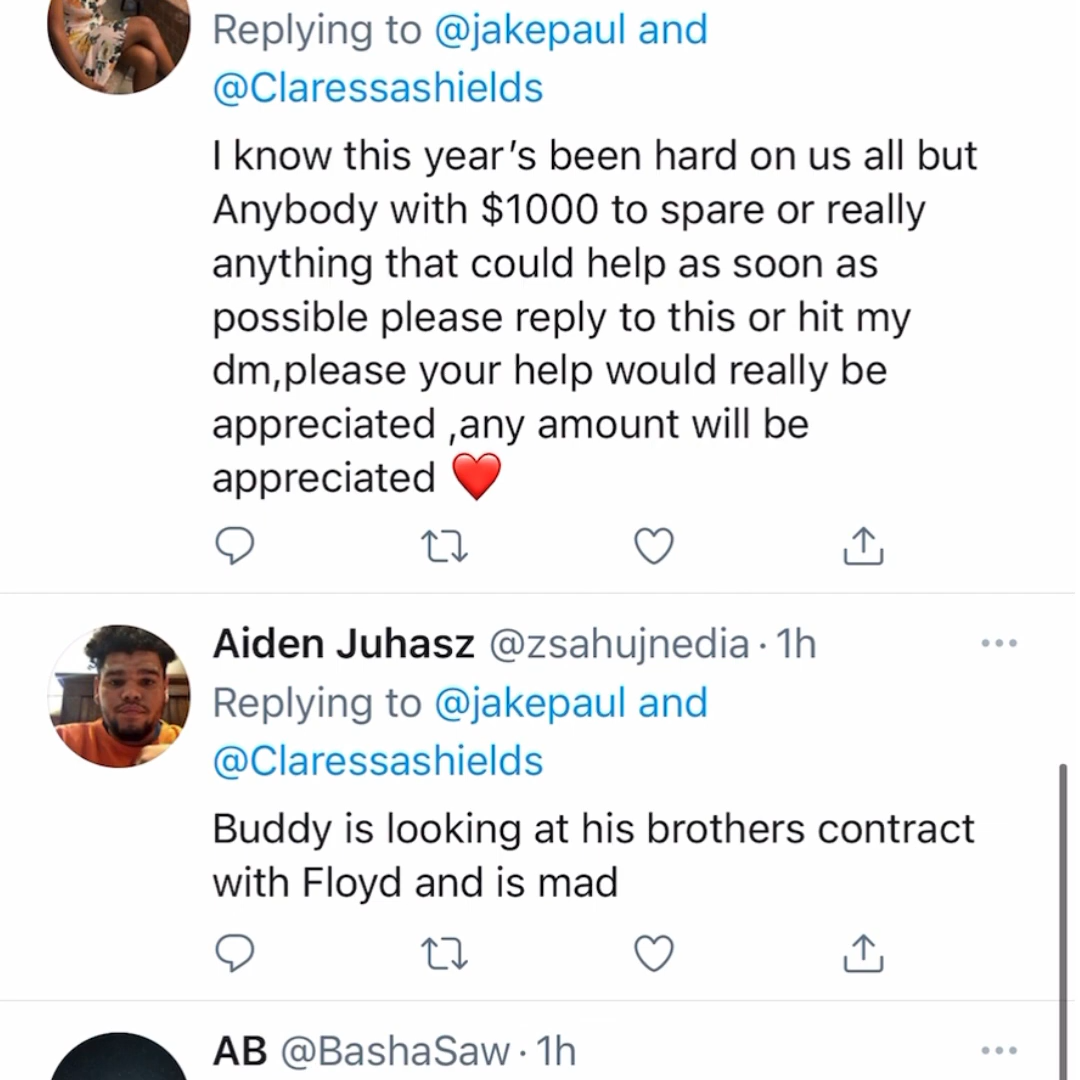 Replying to @jakepaul and
@Claressashields
I know this year's been hard on us all but
Anybody with $1000 to spare or really
anything that could help as soon as
possible please reply to this or hit my
dm,please your help would really be
appreciated ,any amount will be
appreciated ❤️
Aiden Juhasz @zsahujnedia · 1h
Replying to @jakepaul and
@Claressashields
Buddy is looking at his brothers contract
with Floyd and is mad
AB @BashaSaw · 1h